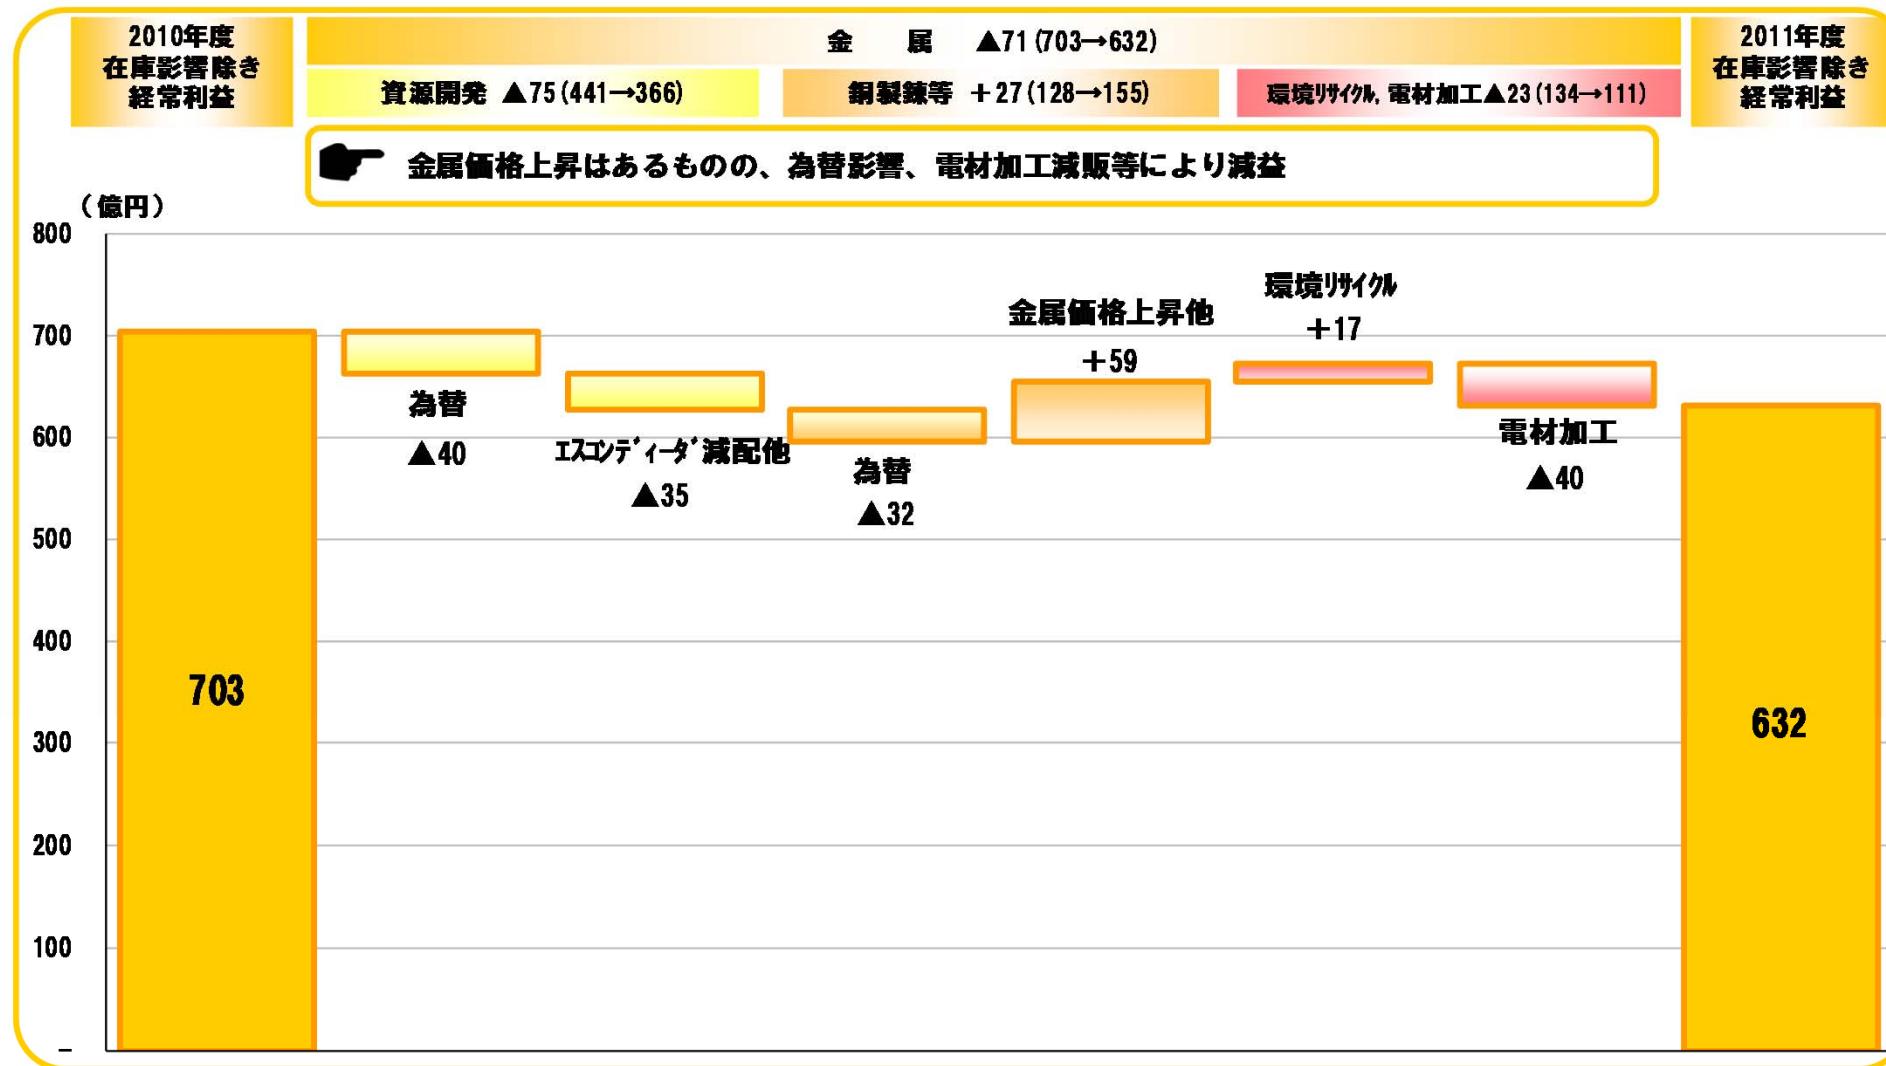 2010年度
在庫影響除き
経常利益
金　　属　▲71(703→632)
2011年度
在庫影響除き
経常利益
資源開発 ▲75(441→366)
銅製錬等 ＋27(128→155)
環境ﾘｻｲｸﾙ, 電材加工▲23(134→111)
金属価格上昇はあるものの、為替影響、電材加工減販等により減益
（億円）
800
700
600
500
400
300
200
100
－
703
為替
▲40
ｴｽｺﾝﾃﾞｨｰﾀﾞ減配他
▲35
為替
▲32
金属価格上昇他
＋59
環境ﾘｻｲｸﾙ
＋17
電材加工
▲40
632